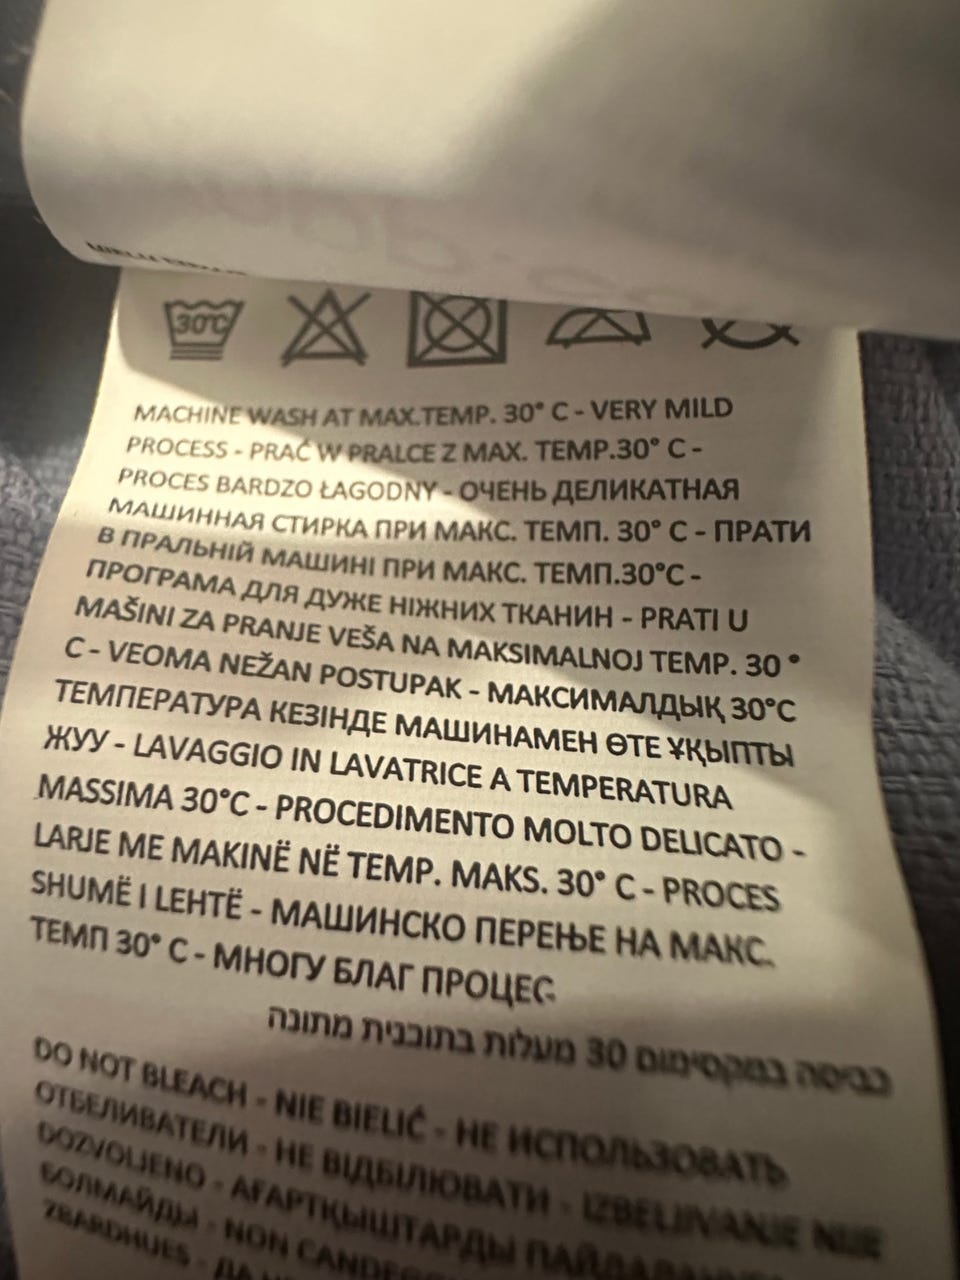 30°C
MACHINE WASH AT MAX.TEMP. 30° C - VERY MILD
PROCESS - PRAĆ W PRALCE Z MAX. TEMP.30° C -
PROCES BARDZO ŁAGODNY - ОЧЕНЬ ДЕЛИКАТНАЯ
МАШИННАЯ СТИРКА ПРИ МАКС. ТЕМП. 30° C - ПРАТИ
В ПРАЛЬНІЙ МАШИНІ ПРИ МАКС. ТЕМП.30°C -
ПРОГРАМА ДЛЯ ДУЖЕ НІЖНИХ ТКАНИН - PRATI U
MAŠINI ZA PRANJE VEŠA NA MAKSIMALNOJ TEMP. 30 °
C - VEOMA NEŽAN POSTUPAK - МАКСИМАЛДЫҚ 30°C
ТЕМПЕРАТУРА КЕЗІНДЕ МАШИНАМЕН ӨТЕ ҰҚЫПТЫ
ЖУУ - LAVAGGIO IN LAVATRICE A TEMPERATURA
MASSIMA 30°C - PROCEDIMENTO MOLTO DELICATO -
LARJE ME MAKINË NË TEMP. MAKS. 30° C - PROCES
SHUMË I LEHTË - МАШИНСКО ПЕРЕЊЕ НА МАКС.
ТЕМП 30° C - МНОГУ БЛАГ ПРОЦЕС
כביסה במקסימום 30 מעלות בתוכנית מתונה
DO NOT BLEACH - NIE BIELIĆ - НЕ ИСПОЛЬЗОВАТЬ
ОТБЕЛИВАТЕЛИ - НЕ ВІДБІЛЮВАТИ - IZBELJIVANJE NIJE
DOZVOLJENO - АҒАРТҚЫШТАРДЫ
БОЛМАЙДЫ - NON
ZBARDHUES - ДА